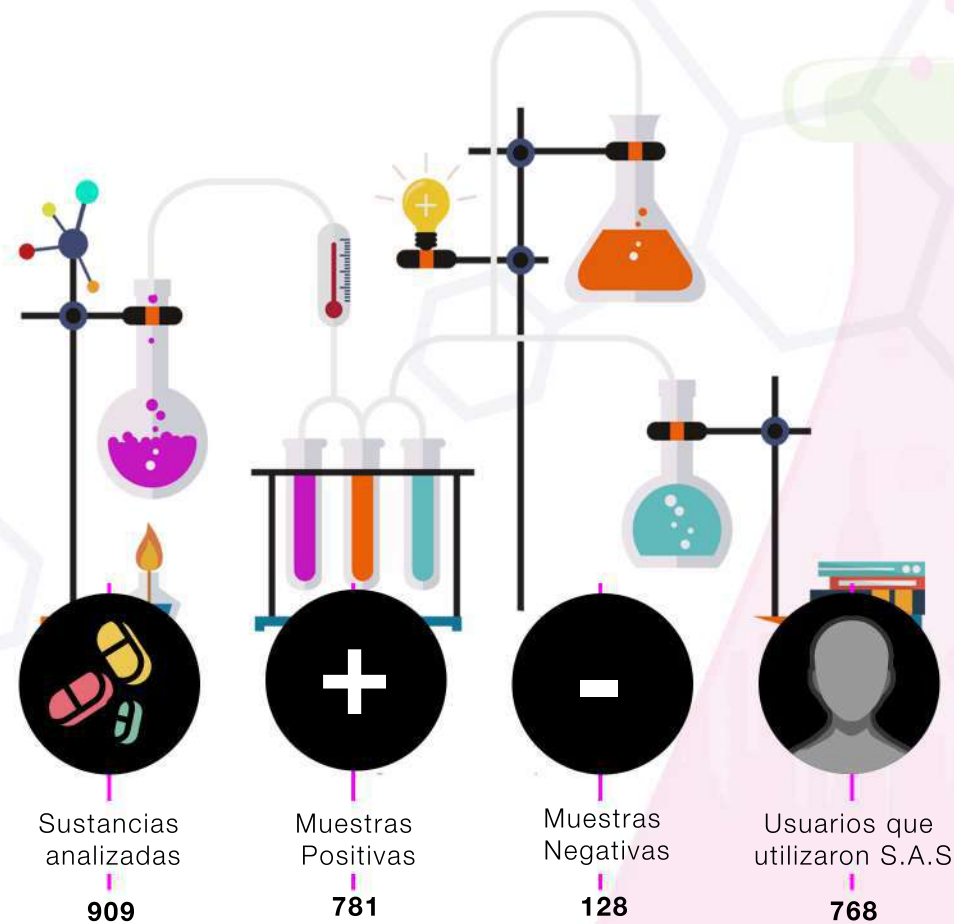 Sustancias
analizadas
909
Muestras
Positivas
781
Muestras
Negativas
128
Usuarios que
utilizaron S.A.S
768